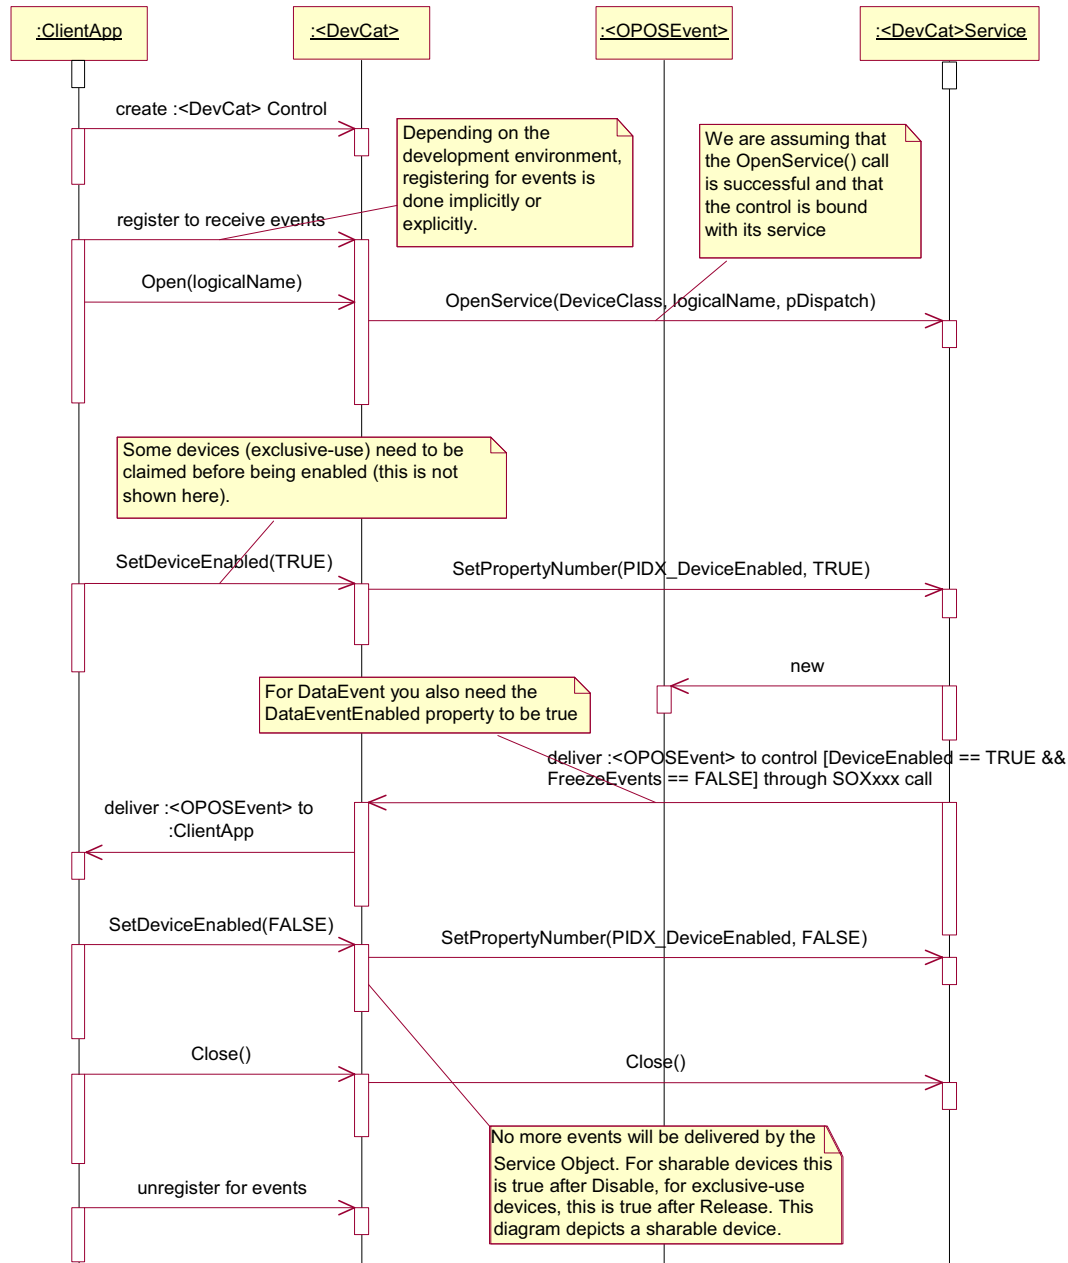 :ClientApp
:<DevCat>
:<OPOSEvent>
:<DevCat>Service
create :<DevCat> Control
Depending on the
development environment,
registering for events is
done implicitly or
explicitly.
We are assuming that
the OpenService() call
is successful and that
the control is bound
with its service
register to receive events
Open(logicalName)
OpenService(DeviceClass, logicalName, pDispatch)
Some devices (exclusive-use) need to be
claimed before being enabled (this is not
shown here).
SetDeviceEnabled(TRUE)
SetPropertyNumber(PIDX_DeviceEnabled, TRUE)
new
For DataEvent you also need the
DataEventEnabled property to be true
deliver :<OPOSEvent> to control [DeviceEnabled == TRUE &&
FreezeEvents == FALSE] through SOXxxx call
deliver :<OPOSEvent> to
:ClientApp
SetDeviceEnabled(FALSE)
SetPropertyNumber(PIDX_DeviceEnabled, FALSE)
Close()
Close()
No more events will be delivered by the
Service Object. For sharable devices this
is true after Disable, for exclusive-use
devices, this is true after Release. This
diagram depicts a sharable device.
unregister for events